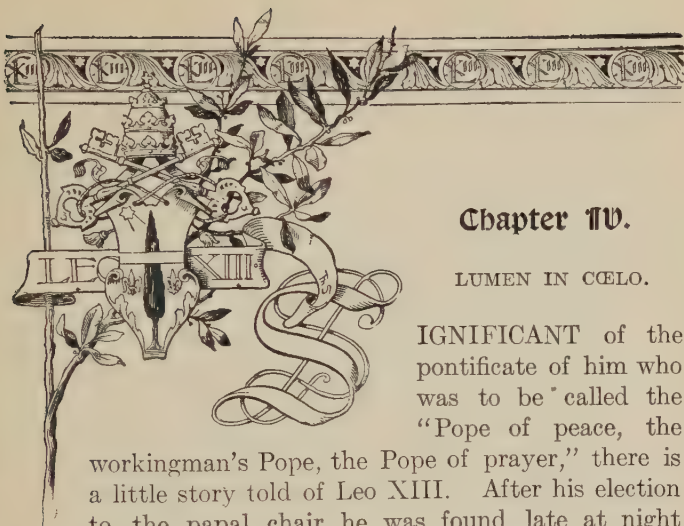 LEO XIII
Chapter IV.
LUMEN IN CŒLO.
SIGNIFICANT of the
pontificate of him who
was to be called the
“Pope of peace, the
workingman's Pope, the Pope of prayer,” there is
a little story told of Leo XIII. After his election
to the papal chair he was found late at night